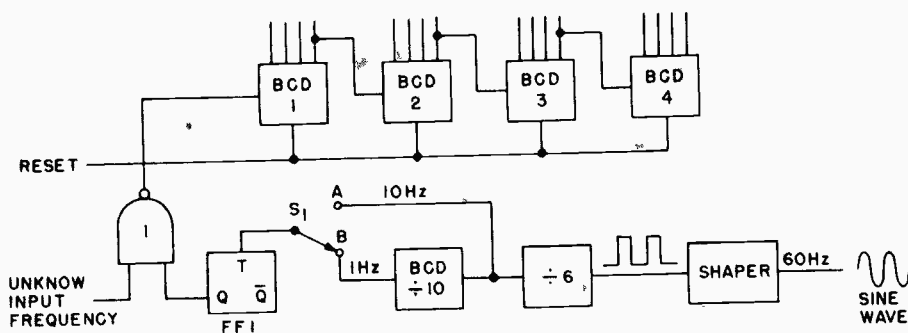 BCD
1
BCD
2
BCD
3
BCD
4
RESET
1
UNKNOW
INPUT
FREQUENCY
T
Q Q̅
FF1
S1
A
10Hz
B
1Hz
BCD
÷10
÷6
SHAPER
60Hz
SINE
WAVE